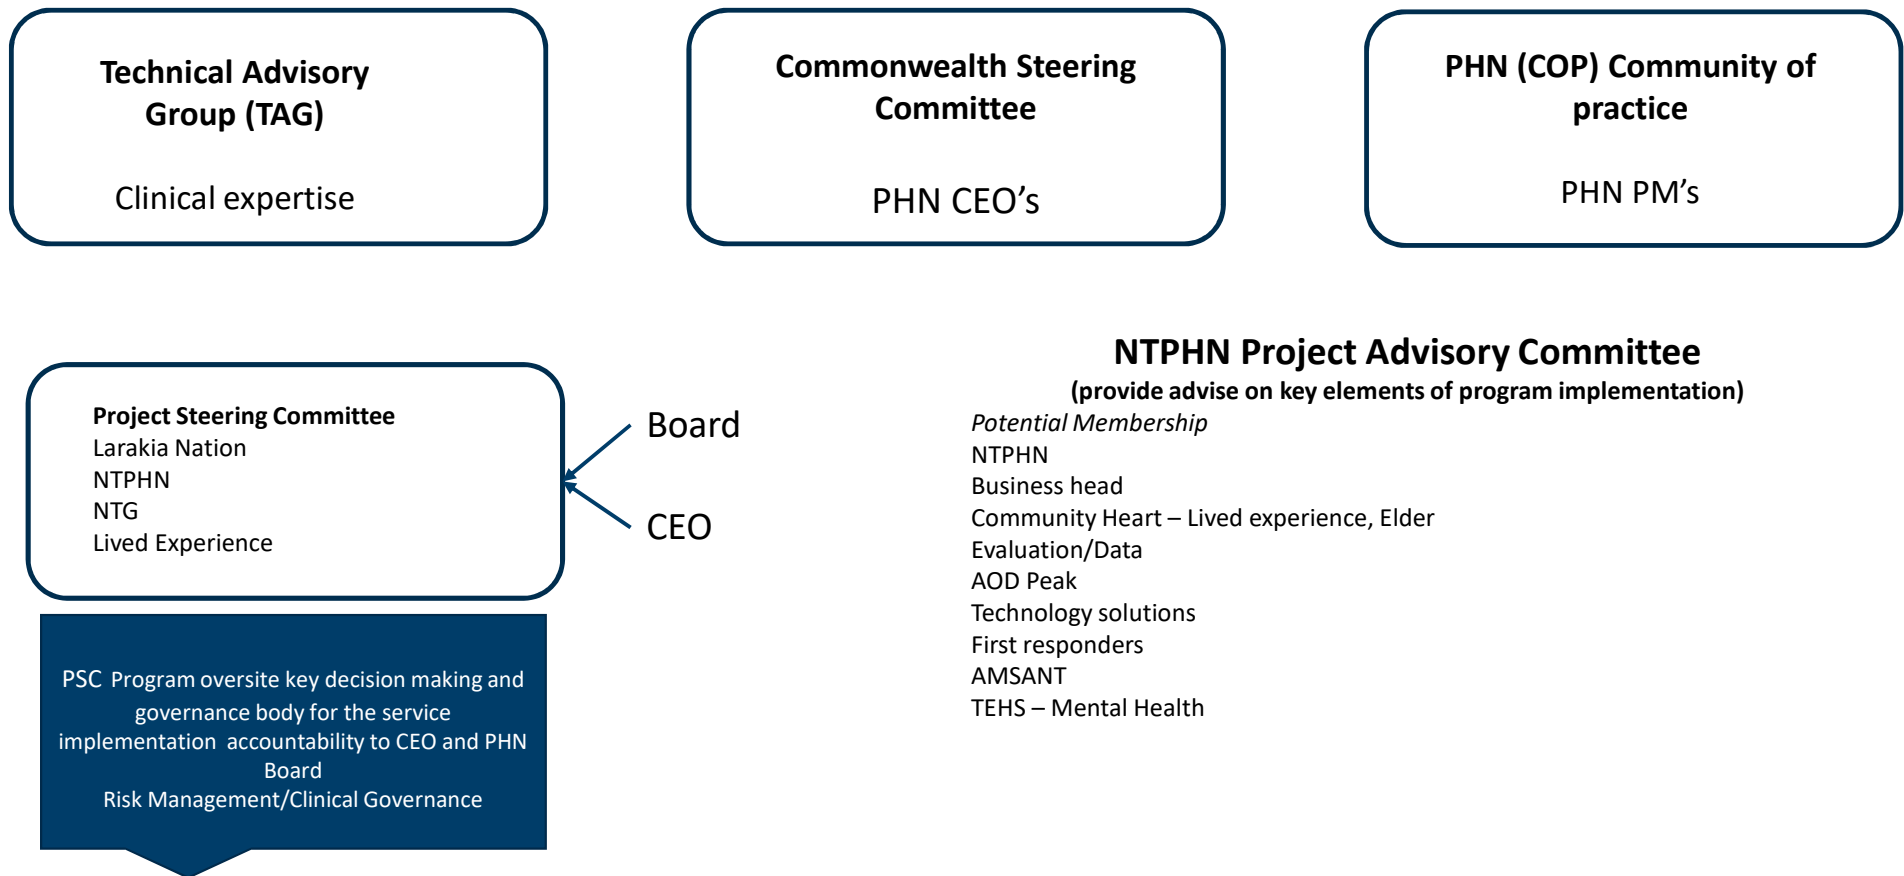 Technical Advisory
Group (TAG)
Clinical expertise
Commonwealth Steering
Committee
PHN CEO’s
PHN (COP) Community of
practice
PHN PM’s
Project Steering Committee
Larakia Nation
NTPHN
NTG
Lived Experience
Board
CEO
PSC Program oversite key decision making and
governance body for the service
implementation accountability to CEO and PHN
Board
Risk Management/Clinical Governance
NTPHN Project Advisory Committee
(provide advise on key elements of program implementation)
Potential Membership
NTPHN
Business head
Community Heart – Lived experience, Elder
Evaluation/Data
AOD Peak
Technology solutions
First responders
AMSANT
TEHS – Mental Health